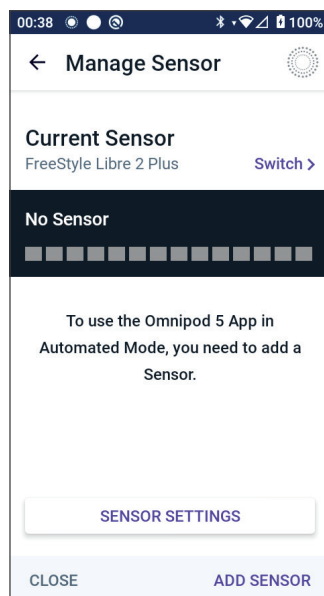 00:38
100%
Manage Sensor
Current Sensor
FreeStyle Libre 2 Plus
Switch >
No Sensor
To use the Omnipod 5 App in
Automated Mode, you need to add a
Sensor.
SENSOR SETTINGS
CLOSE
ADD SENSOR